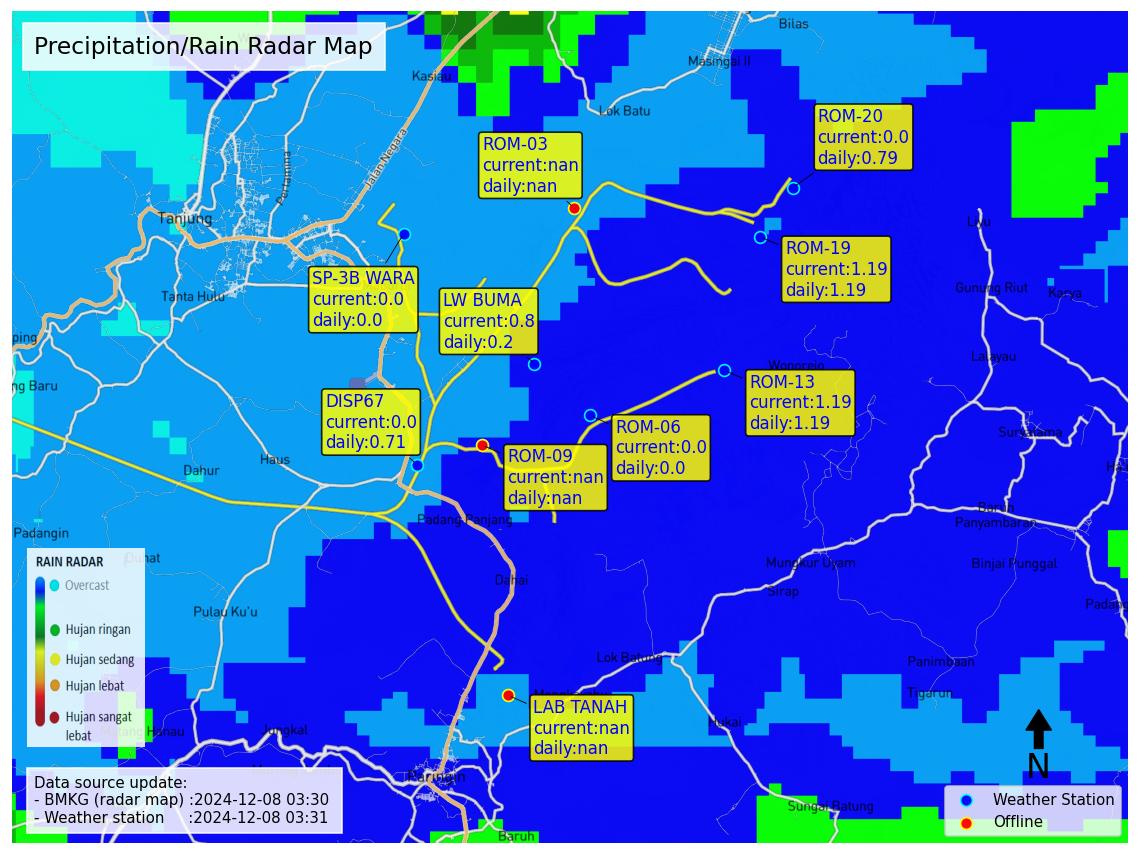 Precipitation/Rain Radar Map
Bilas
Masingai II
Kasiau
Lok Batu
ROM-20
current:0.0
daily:0.79
ROM-03
current:nan
daily:nan
Jalan Negara
Pertamina
Tanjung
Liyu
ROM-19
current:1.19
daily:1.19
SP-3B WARA
current:0.0
daily:0.0
LW BUMA
current:0.8
daily:0.2
Tanta Hulu
Gunung Riut
Karya
ping
Lalayau
Wonorejo
ng Baru
ROM-13
current:1.19
daily:1.19
DISP67
current:0.0
daily:0.71
ROM-06
current:0.0
daily:0.0
Suryatama
ROM-09
current:nan
daily:nan
Haus
Dahur
Ha
Padang Panjang
Baruh
Panyambaran
Padangin
Mungkur Uyam
Binjai Punggal
Dahai
Sirap
Padang
Pulau Ku'u
RAIN RADAR
Overcast
Hujan ringan
Hujan sedang
Hujan lebat
Hujan sangat
lebat
Lok Batung
Panimbaan
Tigarun
LAB TANAH
current:nan
daily:nan
Hukai
Hanau
Jungkal
N
Paringin
Data source update:
- BMKG (radar map) :2024-12-08 03:30
- Weather station :2024-12-08 03:31
Sungai Batung
Baruh
Weather Station
Offline